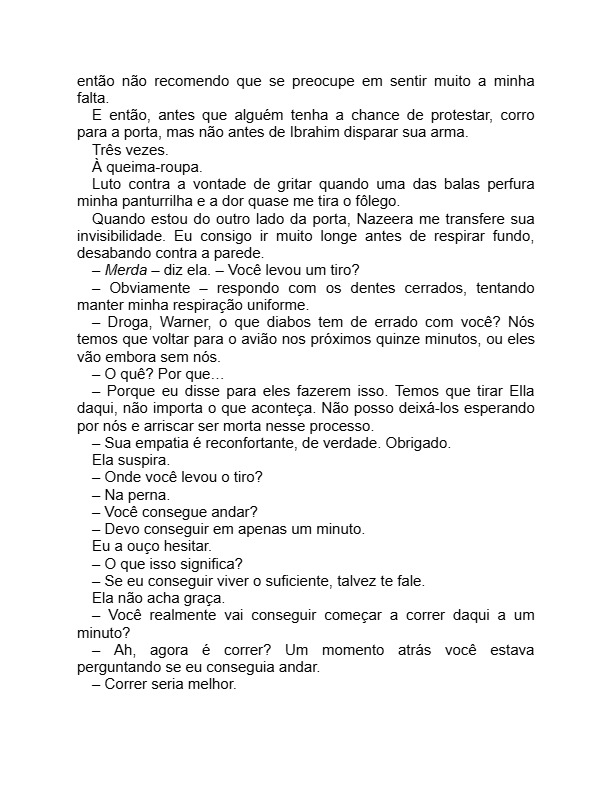 então não recomendo que se preocupe em sentir muito a minha
falta.
E então, antes que alguém tenha a chance de protestar, corro
para a porta, mas não antes de Ibrahim disparar sua arma.
Três vezes.
À queima-roupa.
Luto contra a vontade de gritar quando uma das balas perfura
minha panturrilha e a dor quase me tira o fôlego.
Quando estou do outro lado da porta, Nazeera me transfere sua
invisibilidade. Eu consigo ir muito longe antes de respirar fundo,
desabando contra a parede.
– Merda – diz ela. – Você levou um tiro?
– Obviamente – respondo com os dentes cerrados, tentando
manter minha respiração uniforme.
– Droga, Warner, o que diabos tem de errado com você? Nós
temos que voltar para o avião nos próximos quinze minutos, ou eles
vão embora sem nós.
– O quê? Por que…
– Porque eu disse para eles fazerem isso. Temos que tirar Ella
daqui, não importa o que aconteça. Não posso deixá-los esperando
por nós e arriscar ser morta nesse processo.
– Sua empatia é reconfortante, de verdade. Obrigado.
Ela suspira.
– Onde você levou o tiro?
– Na perna.
– Você consegue andar?
– Devo conseguir em apenas um minuto.
Eu a ouço hesitar.
– O que isso significa?
– Se eu conseguir viver o suficiente, talvez te fale.
Ela não acha graça.
– Você realmente vai conseguir começar a correr daqui a um
minuto?
– Ah, agora é correr? Um momento atrás você estava
perguntando se eu conseguia andar.
– Correr seria melhor.